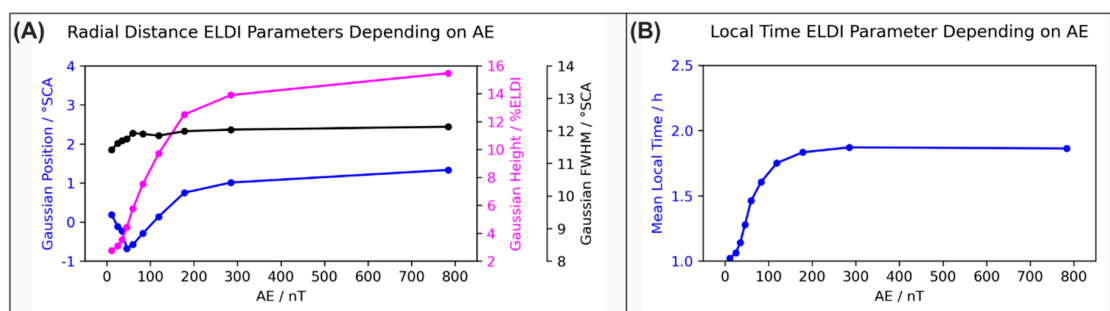 (A) Radial Distance ELDI Parameters Depending on AE
4
3
2
1
0
-1
Gaussian Position / °SCA
16
14
12
10
8
6
4
2
Gaussian Height / %ELDI
14
13
12
11
10
9
8
Gaussian FWHM / °SCA
0 100 200 300 400 500 600 700 800
AE / nT
(B) Local Time ELDI Parameter Depending on AE
2.5
2.0
1.5
1.0
Mean Local Time / h
0 100 200 300 400 500 600 700 800
AE / nT